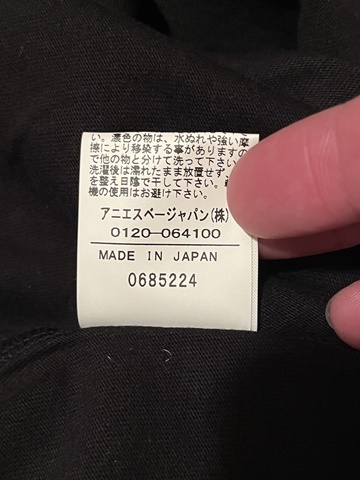 い。濃色の物は、水ぬれや強い摩
擦により移染する事がありますの
で他の物と分けて洗って下さい。
洗濯後は濡れたまま放置せず、
を整え日陰で干して下さい。
機の使用はお避け下さい。
アニエスベージャパン(株)
0120-064100
MADE IN JAPAN
0685224